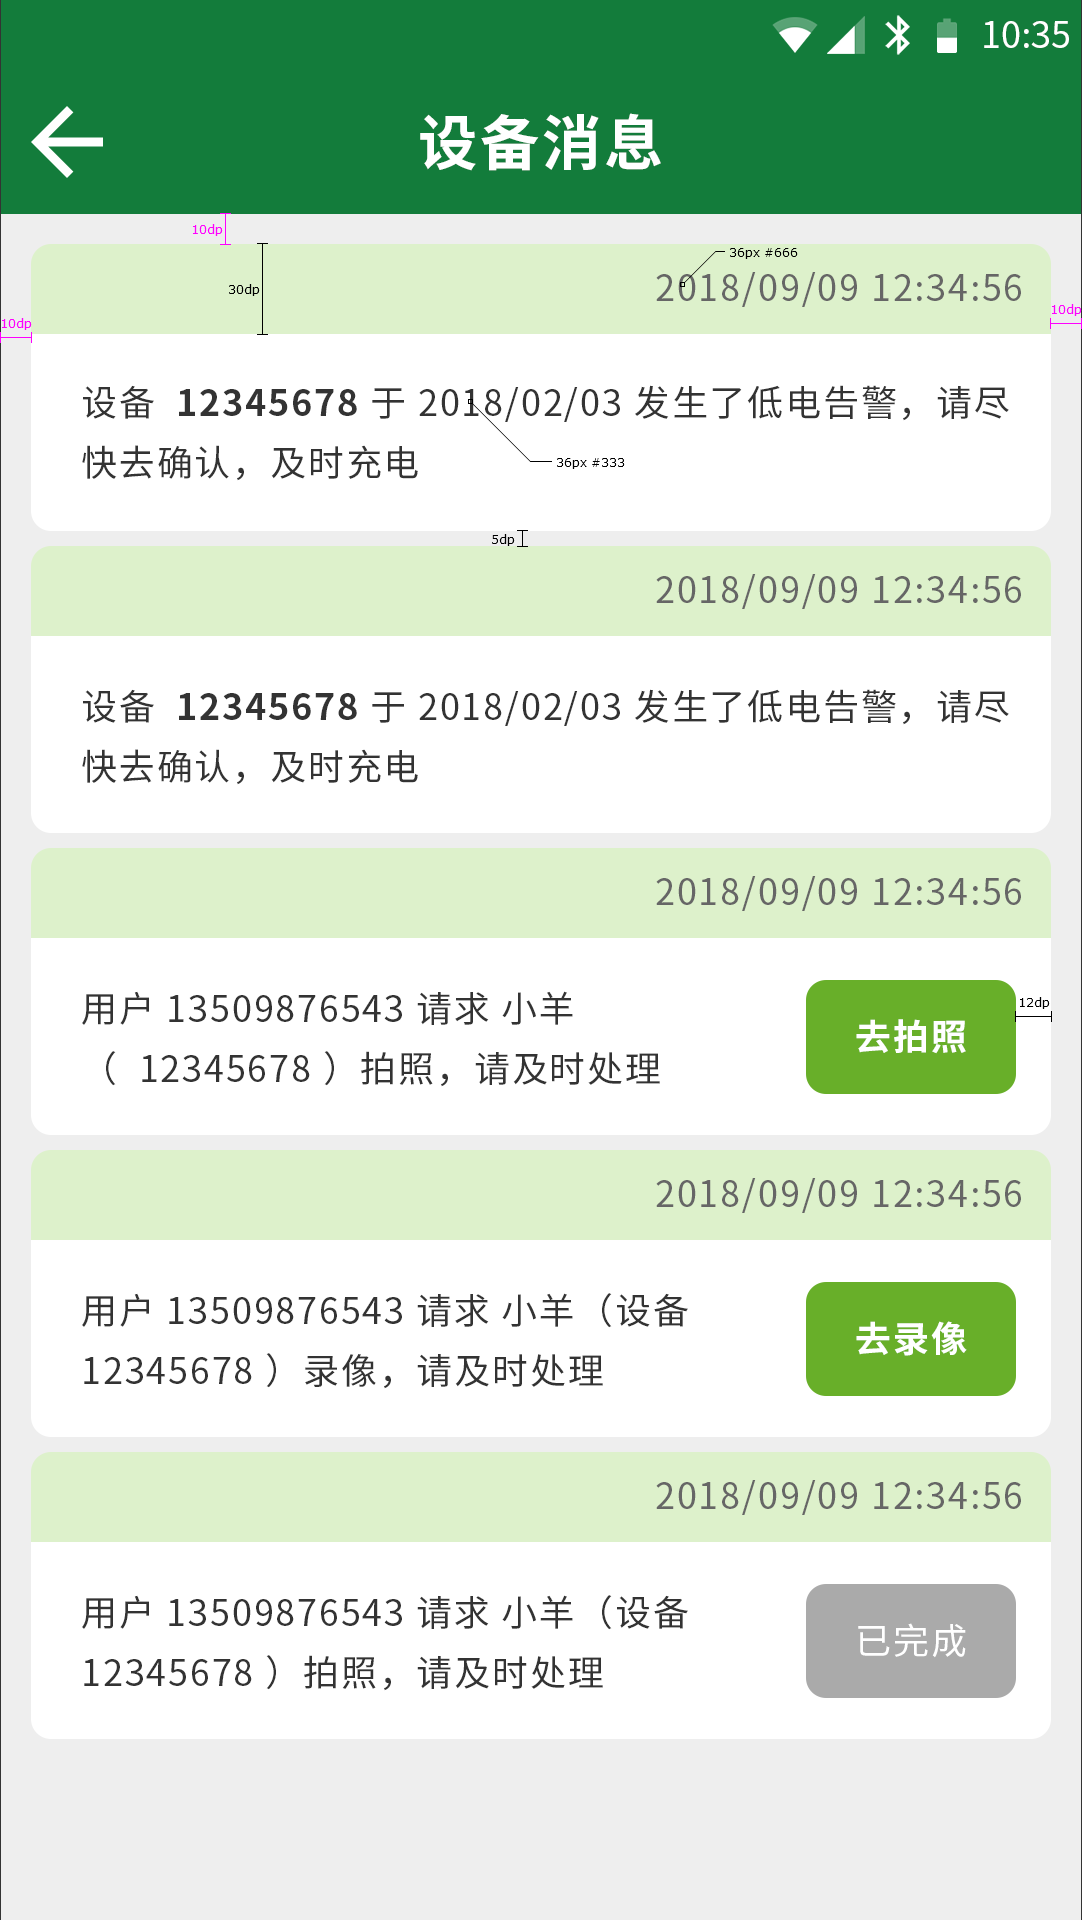 10:35
设备消息
10dp
36px #666
30dp
2018/09/09 12:34:56
10dp
10dp
设备 12345678 于 2018/02/03 发生了低电告警，请尽
快去确认，及时充电
36px #333
5dp
2018/09/09 12:34:56
设备 12345678 于 2018/02/03 发生了低电告警，请尽
快去确认，及时充电
2018/09/09 12:34:56
用户 13509876543 请求 小羊
（ 12345678 ）拍照，请及时处理
去拍照
12dp
2018/09/09 12:34:56
用户 13509876543 请求 小羊（设备
12345678 ）录像，请及时处理
去录像
2018/09/09 12:34:56
用户 13509876543 请求 小羊（设备
12345678 ）拍照，请及时处理
已完成